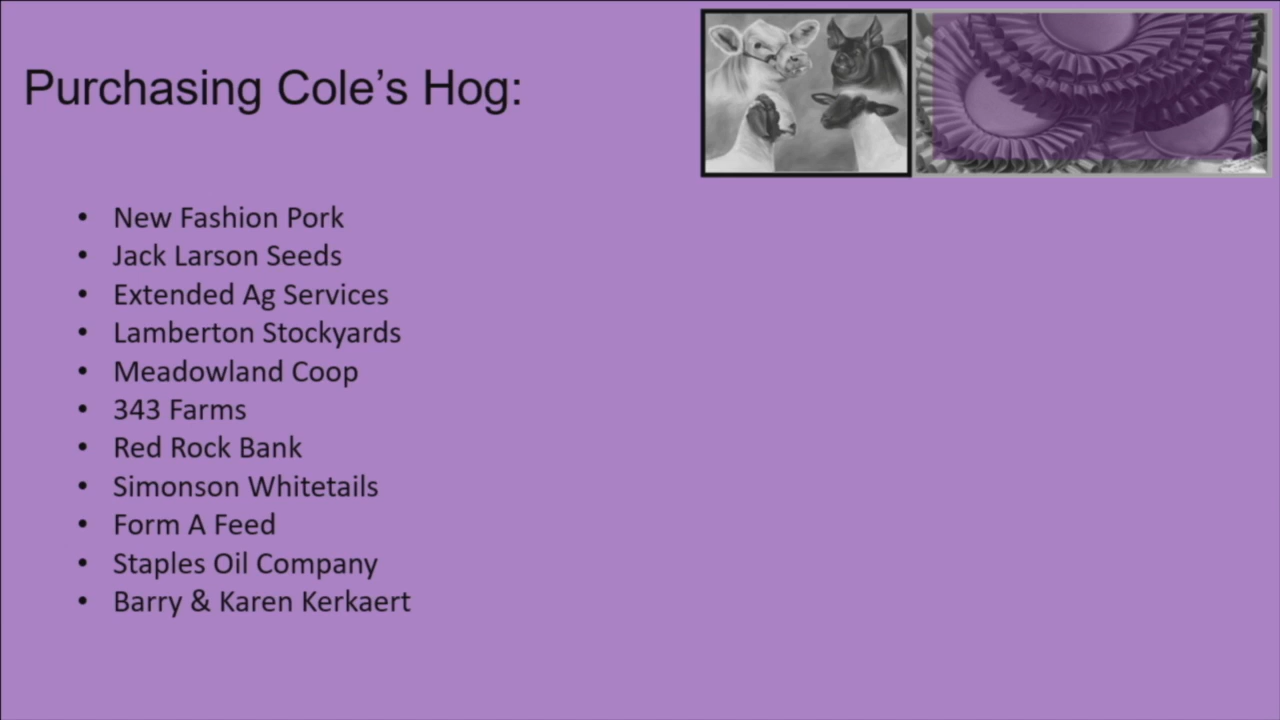 Purchasing Cole's Hog:
• New Fashion Pork
• Jack Larson Seeds
• Extended Ag Services
• Lamberton Stockyards
• Meadowland Coop
• 343 Farms
• Red Rock Bank
• Simonson Whitetails
• Form A Feed
• Staples Oil Company
• Barry & Karen Kerkaert